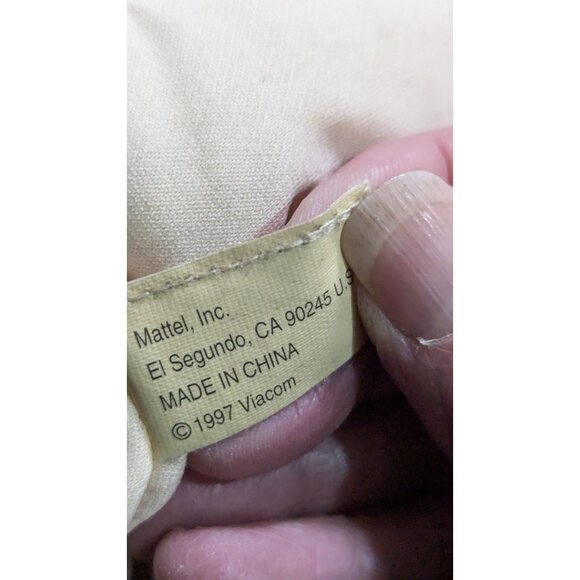 Mattel, Inc.
El Segundo, CA 90245 U.S
MADE IN CHINA
© 1997 Viacom